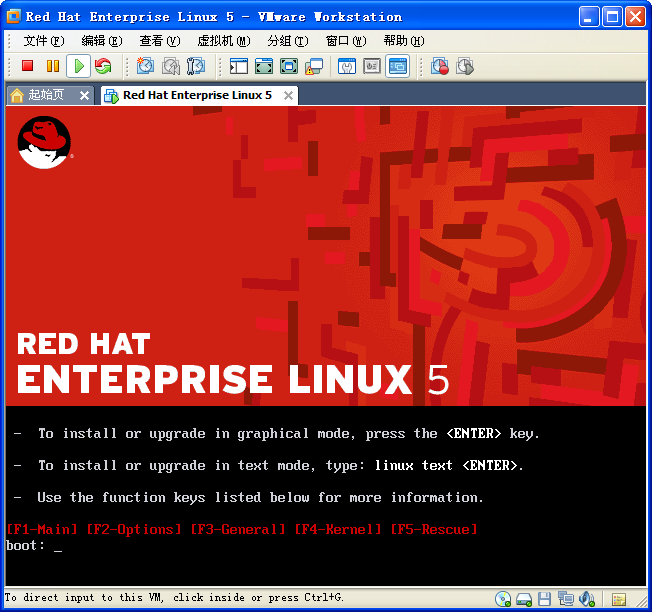 Red Hat Enterprise Linux 5 - VMware Workstation
文件(F) 编辑(E) 查看(V) 虚拟机(M) 分组(T) 窗口(W) 帮助(H)
起始页 Red Hat Enterprise Linux 5
RED HAT
ENTERPRISE LINUX 5
- To install or upgrade in graphical mode, press the <ENTER> key.
- To install or upgrade in text mode, type: linux text <ENTER>.
- Use the function keys listed below for more information.
[F1-Main] [F2-Options] [F3-General] [F4-Kernel] [F5-Rescue]
boot: _
To direct input to this VM, click inside or press Ctrl+G.